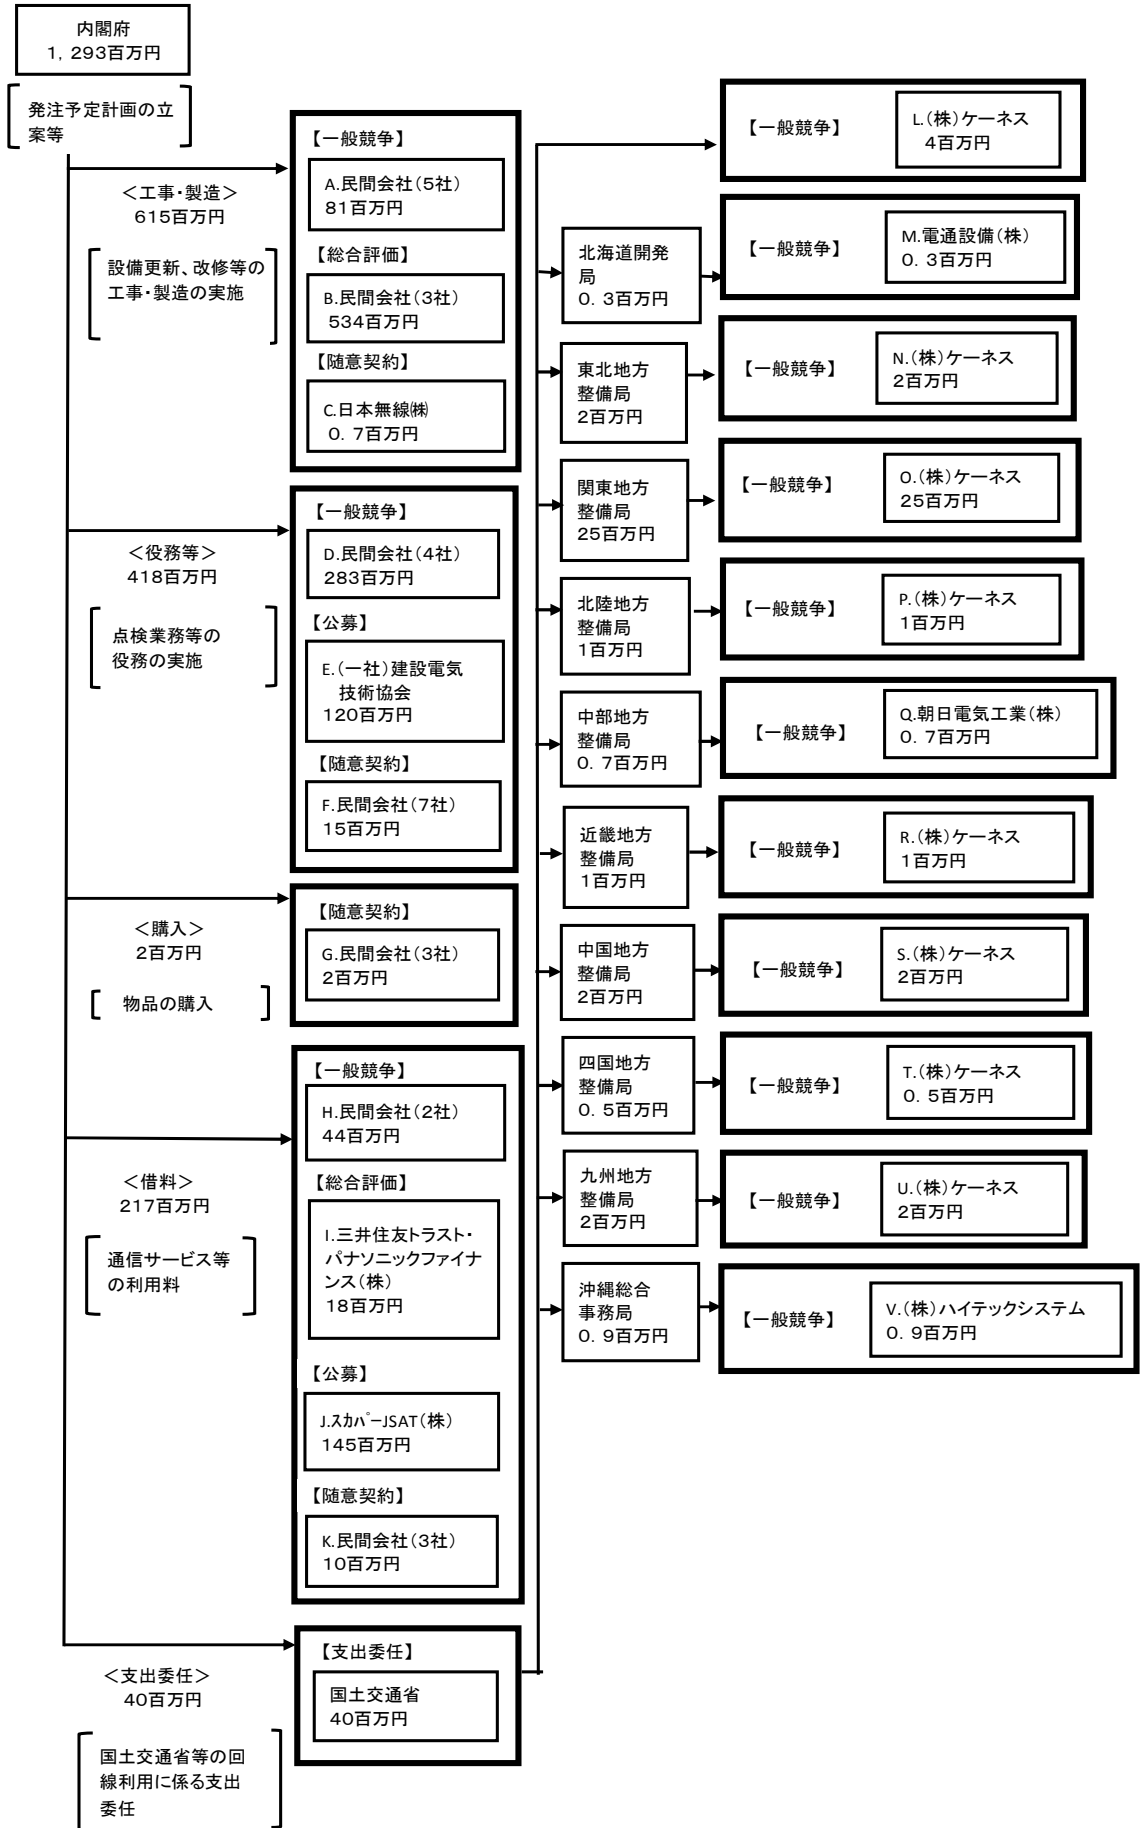 内閣府
1，293百万円
発注予定計画の立
案等
＜工事・製造＞
615百万円
設備更新、改修等の
工事・製造の実施
【一般競争】
A.民間会社（5社）
81百万円
【総合評価】
B.民間会社（3社）
534百万円
【随意契約】
C.日本無線㈱
0．7百万円
＜役務等＞
418百万円
点検業務等の
役務の実施
【一般競争】
D.民間会社（4社）
283百万円
【公募】
E.（一社）建設電気
技術協会
120百万円
【随意契約】
F.民間会社（7社）
15百万円
＜購入＞
2百万円
物品の購入
【随意契約】
G.民間会社（3社）
2百万円
＜借料＞
217百万円
通信サービス等
の利用料
【一般競争】
H.民間会社（2社）
44百万円
【総合評価】
I.三井住友トラスト・
パナソニックファイナ
ンス（株）
18百万円
【公募】
J.ｽｶﾊﾟｰJSAT（株）
145百万円
【随意契約】
K.民間会社（3社）
10百万円
＜支出委任＞
40百万円
国土交通省等の回
線利用に係る支出
委任
【支出委任】
国土交通省
40百万円
【一般競争】
L.（株）ケーネス
4百万円
北海道開発
局
0．3百万円
【一般競争】
M.電通設備（株）
0．3百万円
東北地方
整備局
2百万円
【一般競争】
N.（株）ケーネス
2百万円
関東地方
整備局
25百万円
【一般競争】
O.（株）ケーネス
25百万円
北陸地方
整備局
1百万円
【一般競争】
P.（株）ケーネス
1百万円
中部地方
整備局
0．7百万円
【一般競争】
Q.朝日電気工業（株）
0．7百万円
近畿地方
整備局
1百万円
【一般競争】
R.（株）ケーネス
1百万円
中国地方
整備局
2百万円
【一般競争】
S.（株）ケーネス
2百万円
四国地方
整備局
0．5百万円
【一般競争】
T.（株）ケーネス
0．5百万円
九州地方
整備局
2百万円
【一般競争】
U.（株）ケーネス
2百万円
沖縄総合
事務局
0．9百万円
【一般競争】
V.（株）ハイテックシステム
0．9百万円